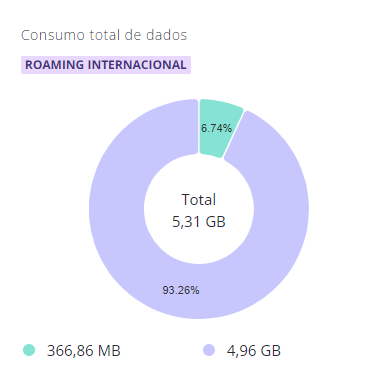 Consumo total de dados
ROAMING INTERNACIONAL
6.74%
Total
5,31 GB
93.26%
366,86 MB
4,96 GB